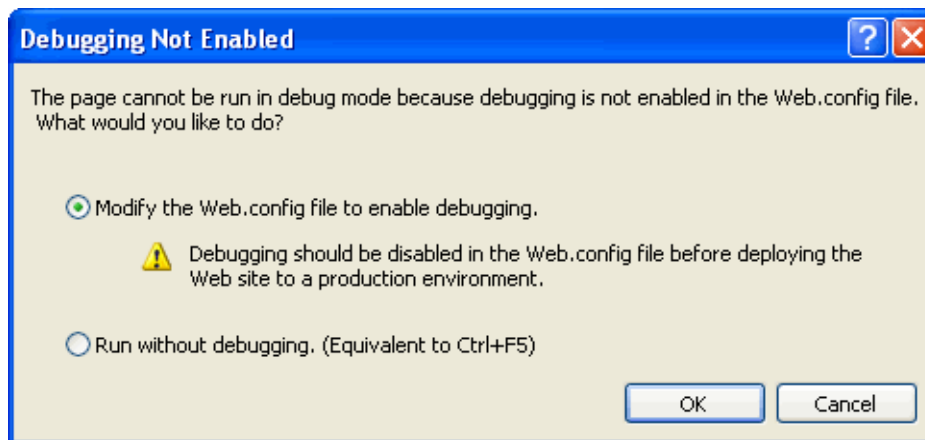 Debugging Not Enabled
The page cannot be run in debug mode because debugging is not enabled in the Web.config file.
What would you like to do?
Modify the Web.config file to enable debugging.
Debugging should be disabled in the Web.config file before deploying the
Web site to a production environment.
Run without debugging. (Equivalent to Ctrl+F5)
OK Cancel